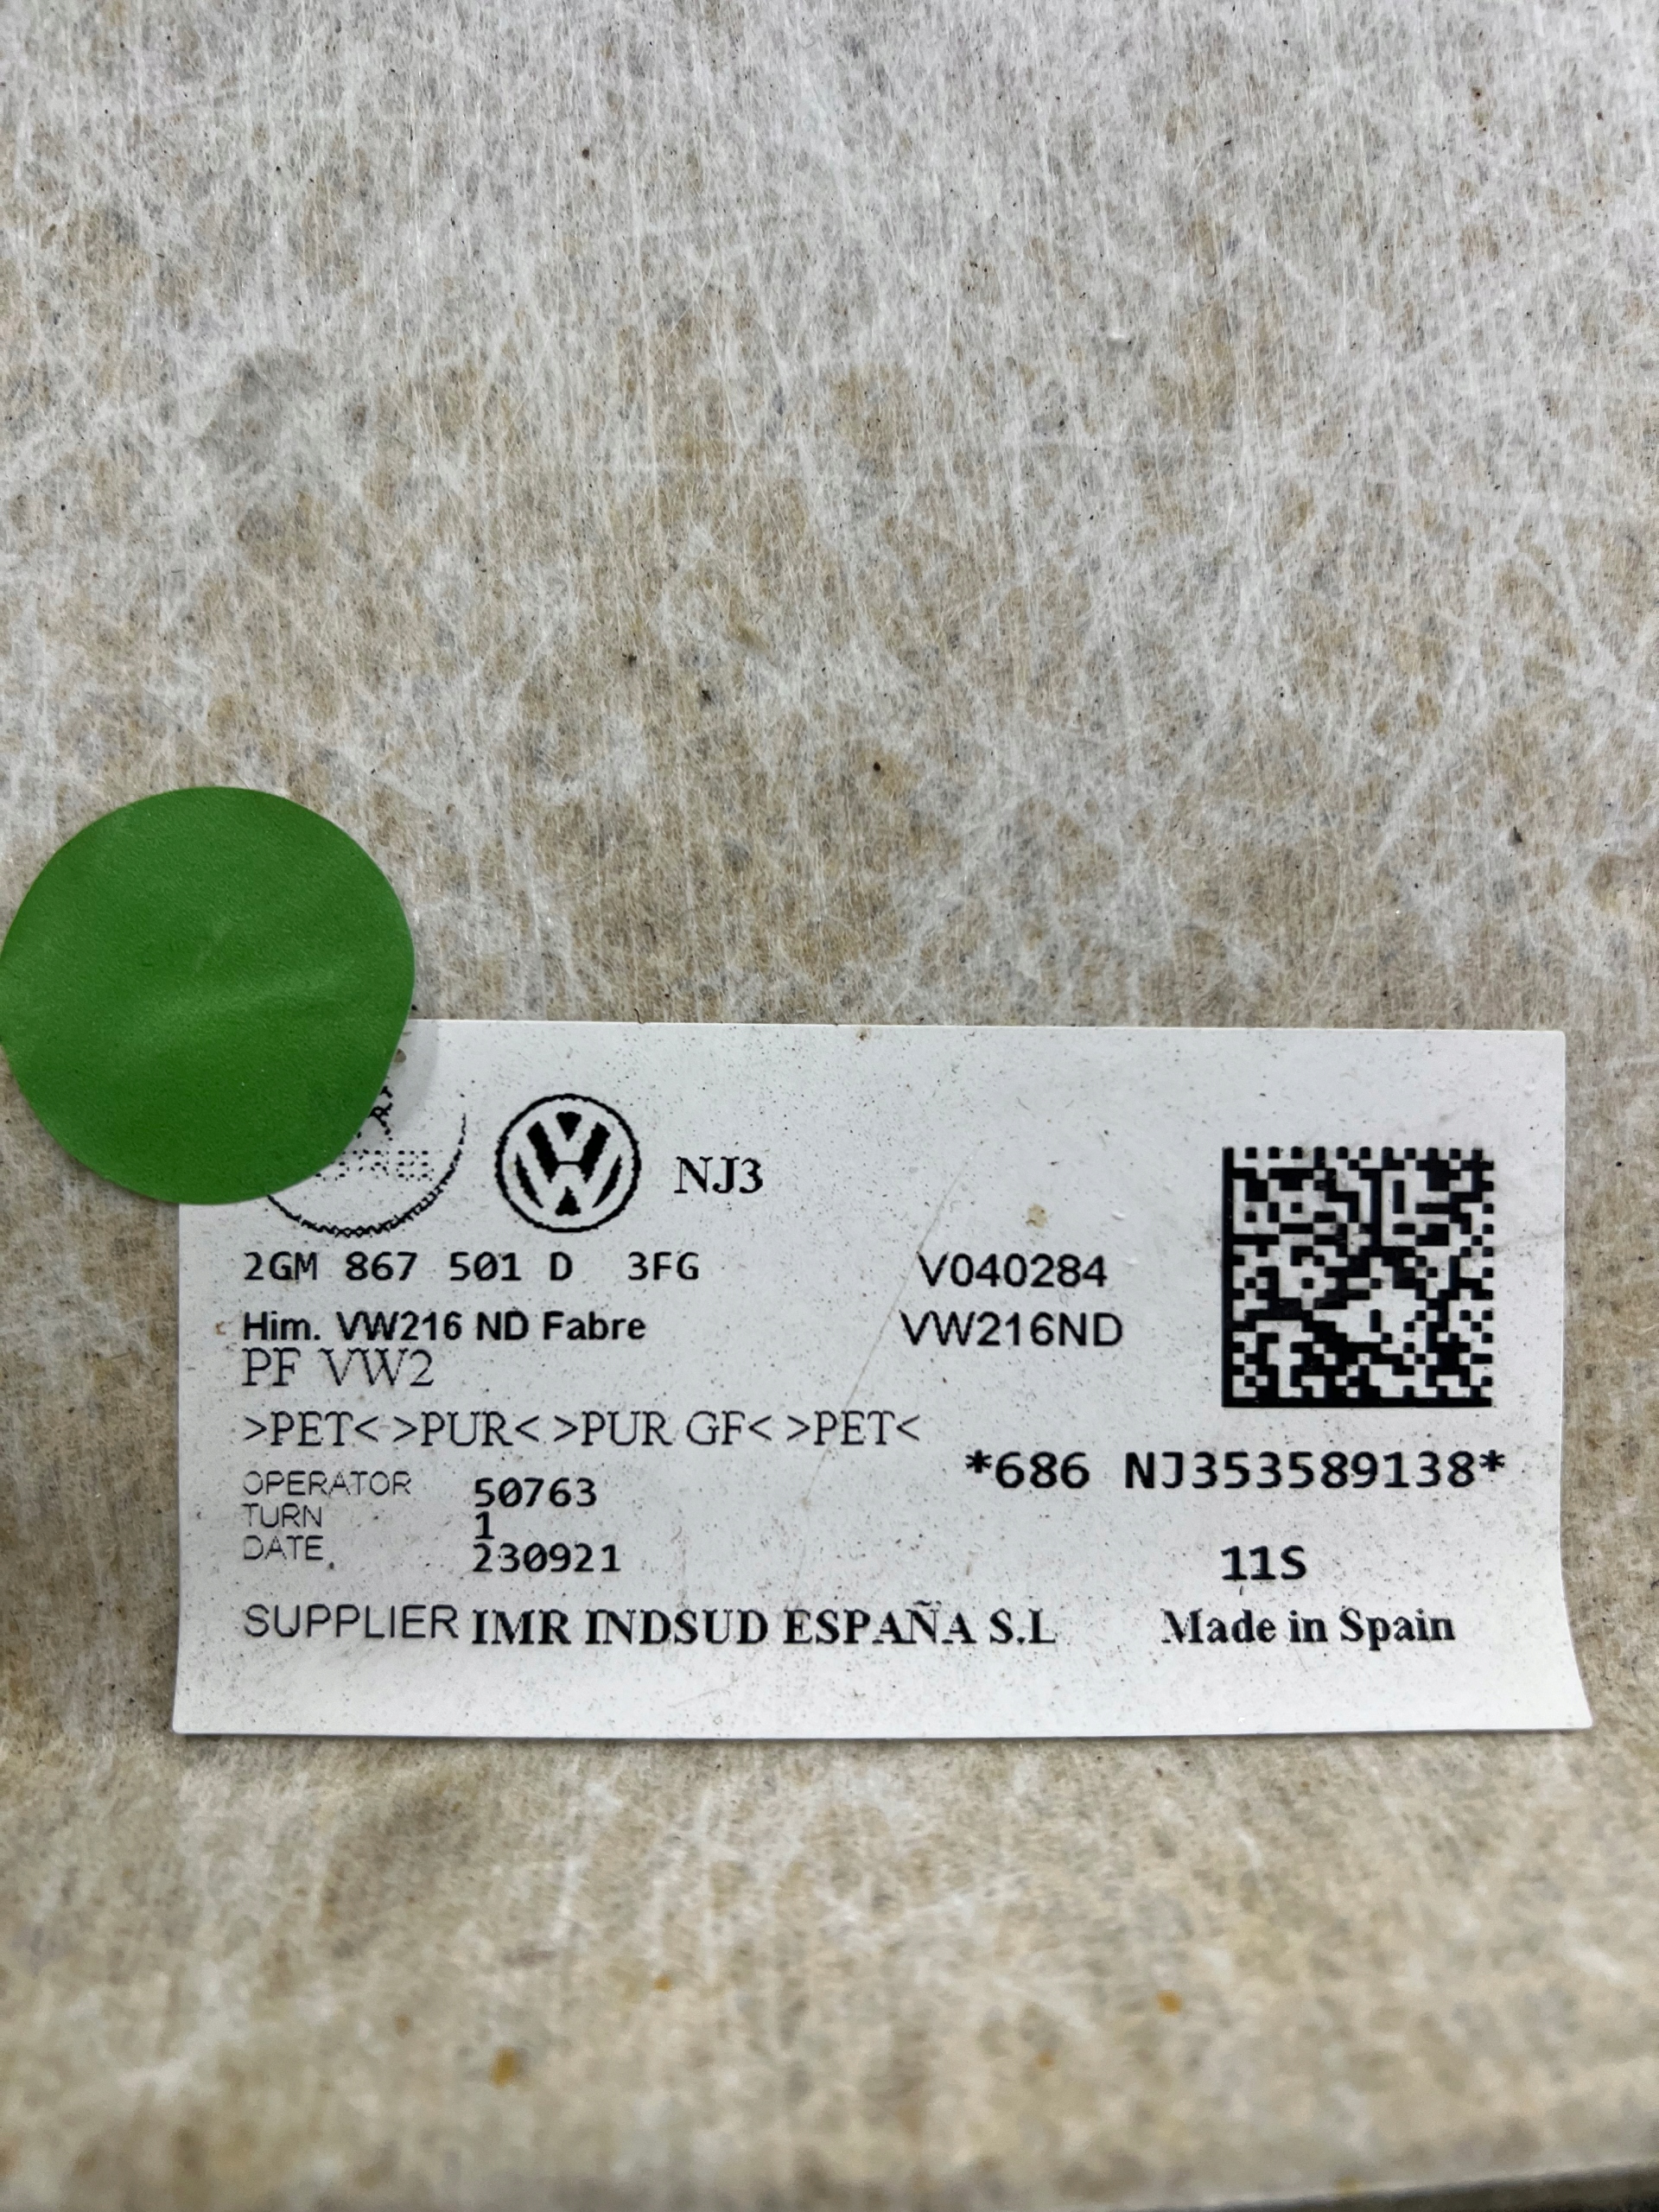 NJ3
2GM 867 501 D 3FG
V040284
Him. VW216 ND Fabre
VW216ND
PF VW2
>PET< >PUR< >PUR GF< >PET<
*686 NJ353589138*
OPERATOR 50763
TURN 1
DATE 230921
11S
SUPPLIER IMR INDSUD ESPAÑA S.L
Made in Spain